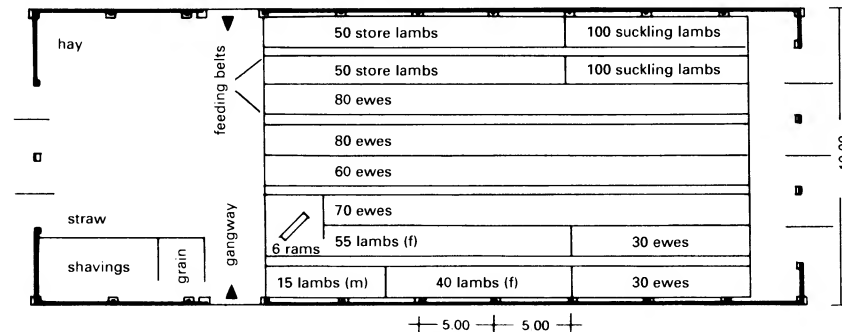 hay
50 store lambs 100 suckling lambs
feeding belts
50 store lambs 100 suckling lambs
80 ewes
80 ewes
60 ewes
70 ewes
straw
gangway
6 rams
55 lambs (f) 30 ewes
shavings
grain
15 lambs (m) 40 lambs (f) 30 ewes
5.00 5 00